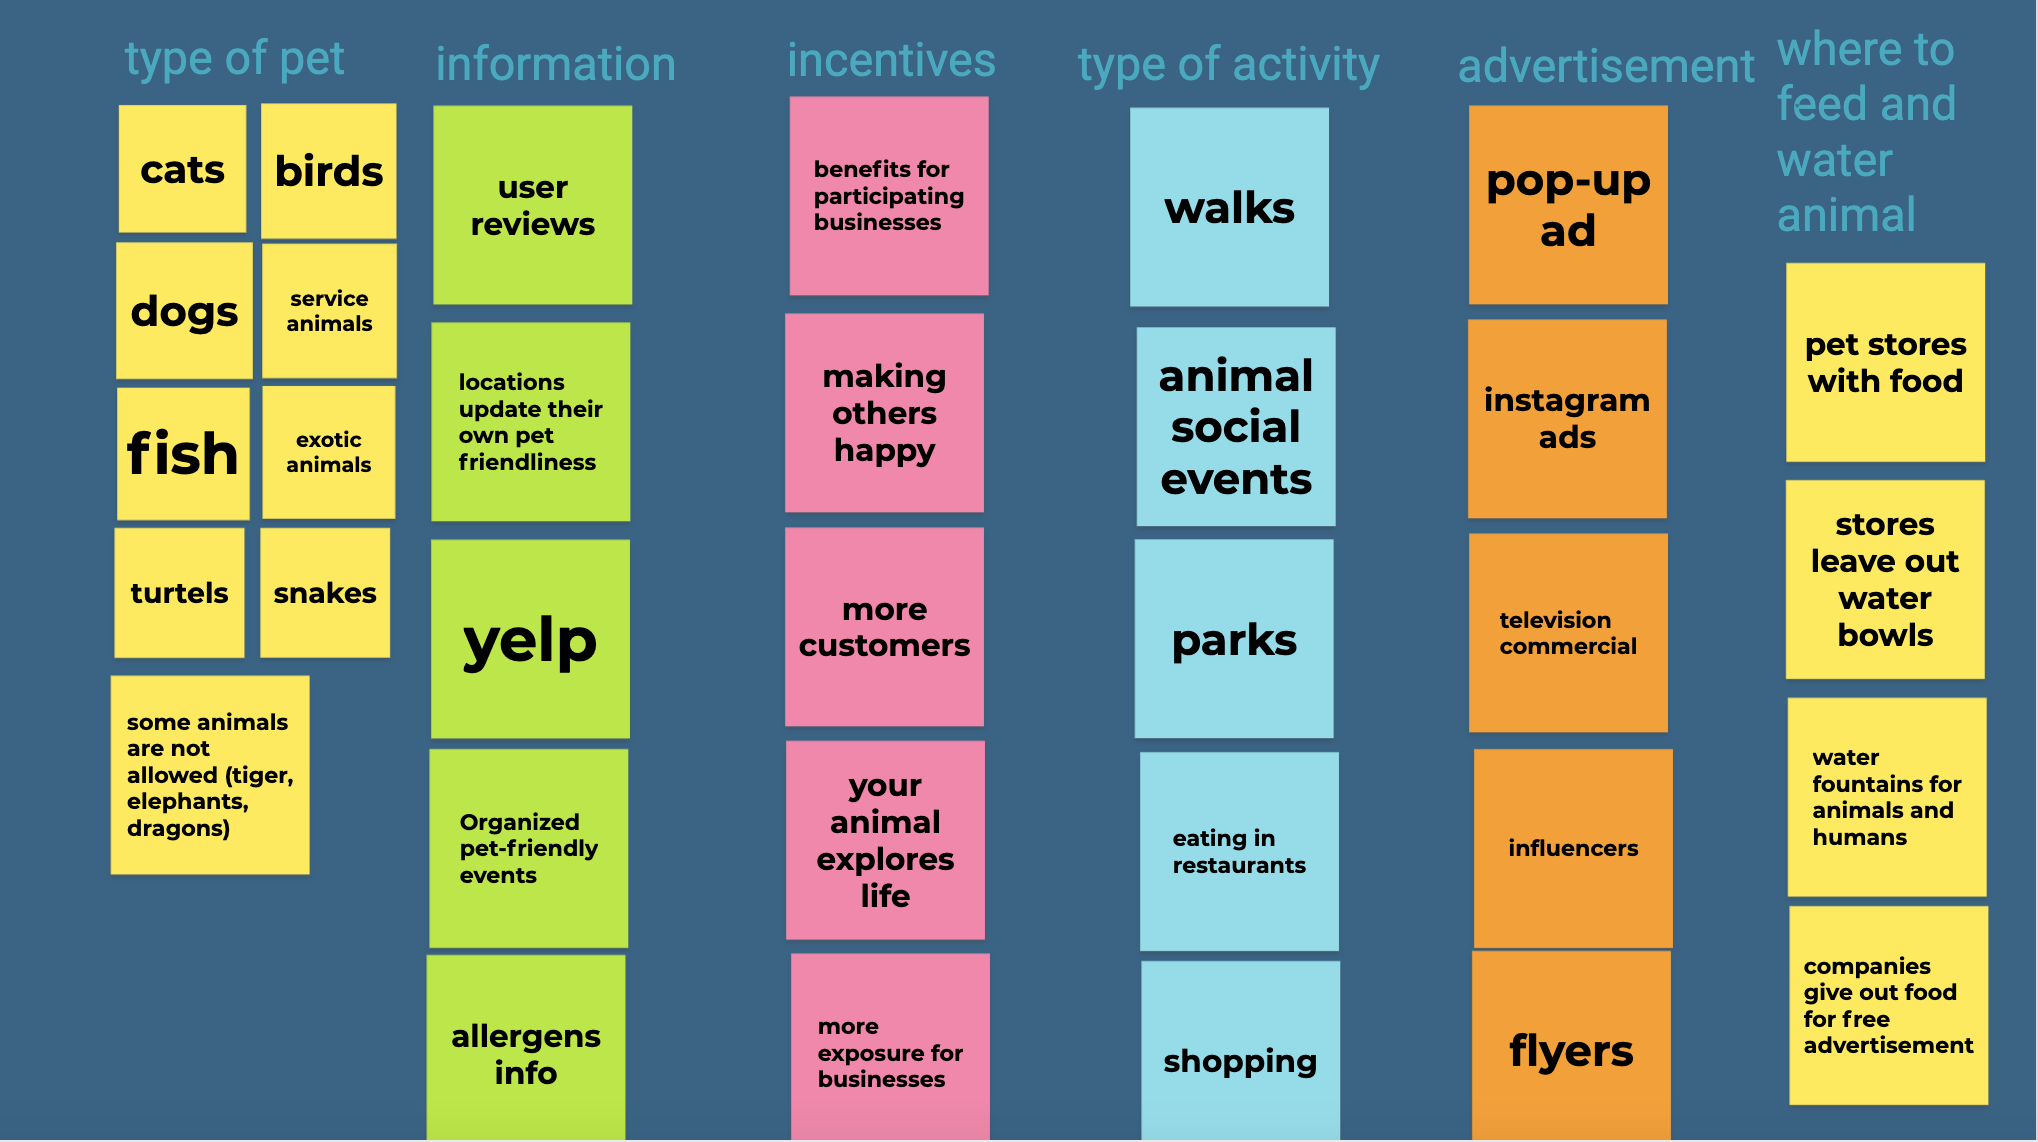 type of pet
cats
birds
dogs
service
animals
fish
exotic
animals
turtels
snakes
some animals
are not
allowed (tiger,
elephants,
dragons)
information
user
reviews
locations
update their
own pet
friendliness
yelp
Organized
pet-friendly
events
allergens
info
incentives
benefits for
participating
businesses
making
others
happy
more
customers
your
animal
explores
life
more
exposure for
businesses
type of activity
walks
animal
social
events
parks
eating in
restaurants
shopping
advertisement
pop-up
ad
instagram
ads
television
commercial
influencers
flyers
where to
feed and
water
animal
pet stores
with food
stores
leave out
water
bowls
water
fountains for
animals and
humans
companies
give out food
for free
advertisement